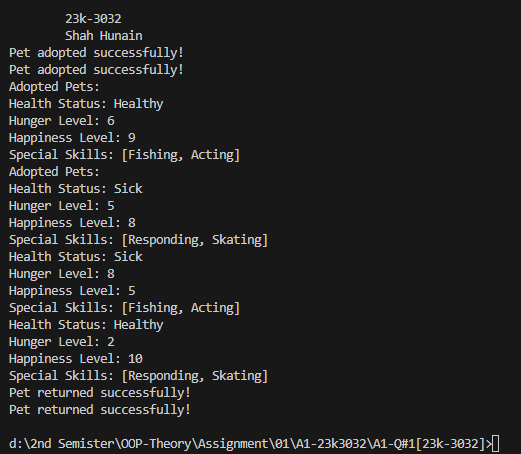 23k-3032
Shah Hunain
Pet adopted successfully!
Pet adopted successfully!
Adopted Pets:
Health Status: Healthy
Hunger Level: 6
Happiness Level: 9
Special Skills: [Fishing, Acting]
Adopted Pets:
Health Status: Sick
Hunger Level: 5
Happiness Level: 8
Special Skills: [Responding, Skating]
Health Status: Sick
Hunger Level: 8
Happiness Level: 5
Special Skills: [Fishing, Acting]
Health Status: Healthy
Hunger Level: 2
Happiness Level: 10
Special Skills: [Responding, Skating]
Pet returned successfully!
Pet returned successfully!
d:\2nd Semister\OOP-Theory\Assignment\01\A1-23k3032\A1-Q#1[23k-3032]>